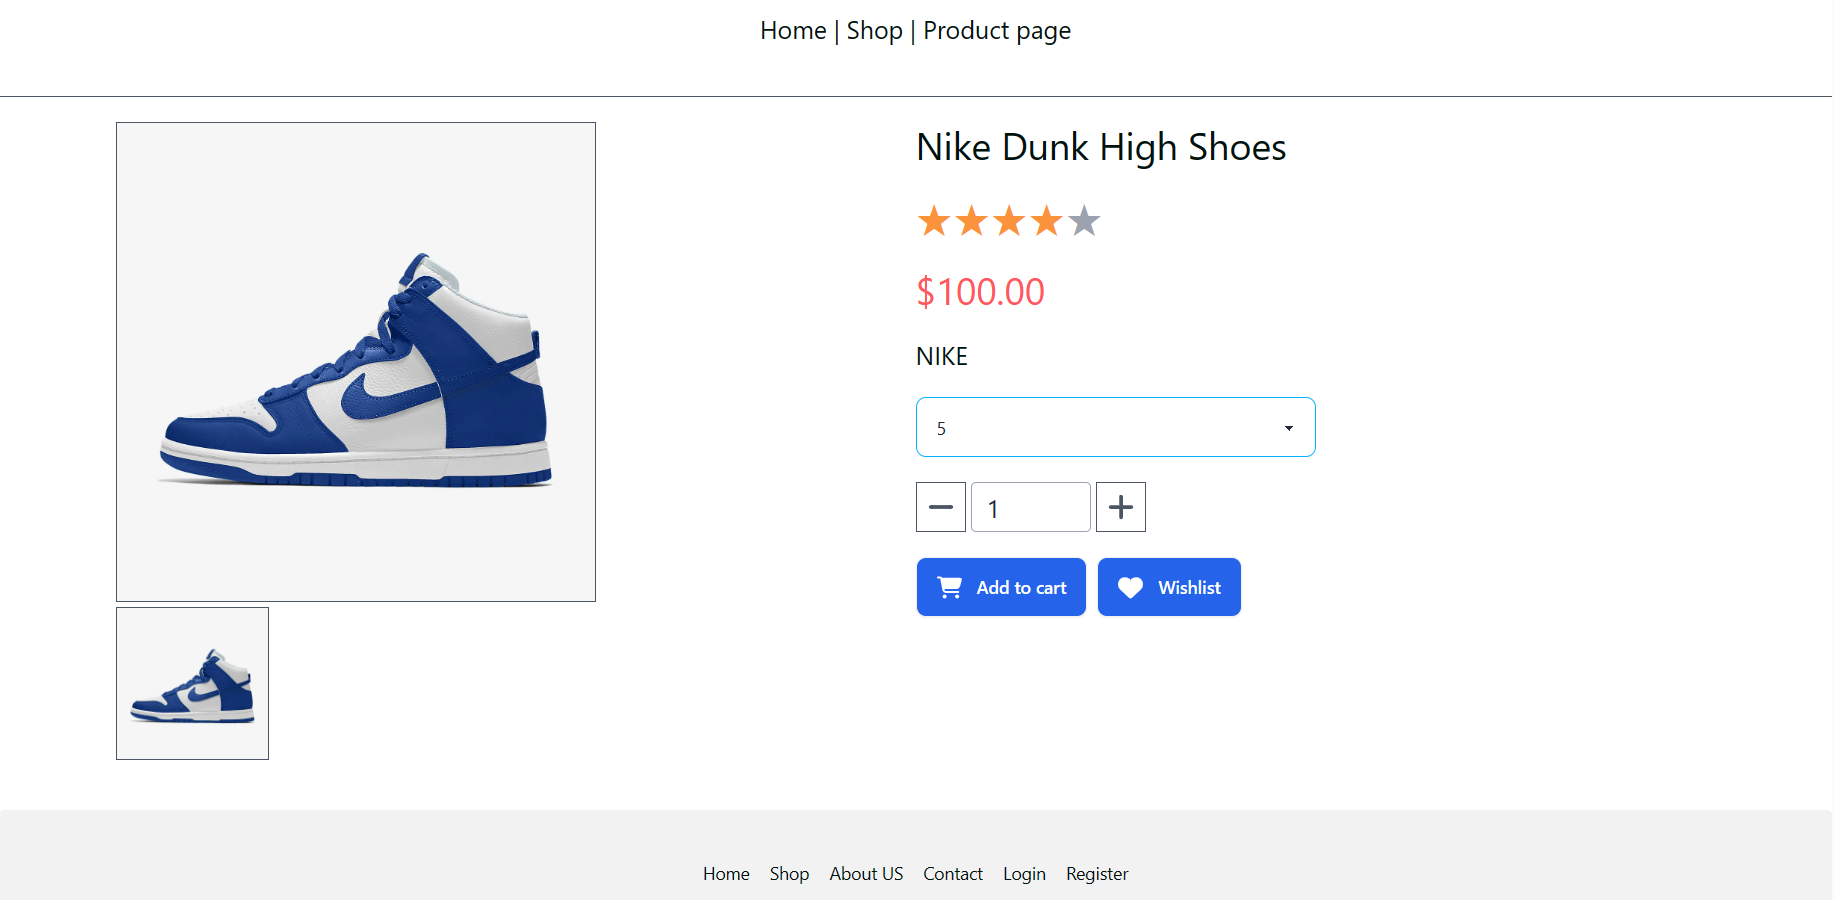 Home | Shop | Product page
Nike Dunk High Shoes
$100.00
NIKE
5
1
Add to cart
Wishlist
Home Shop About US Contact Login Register